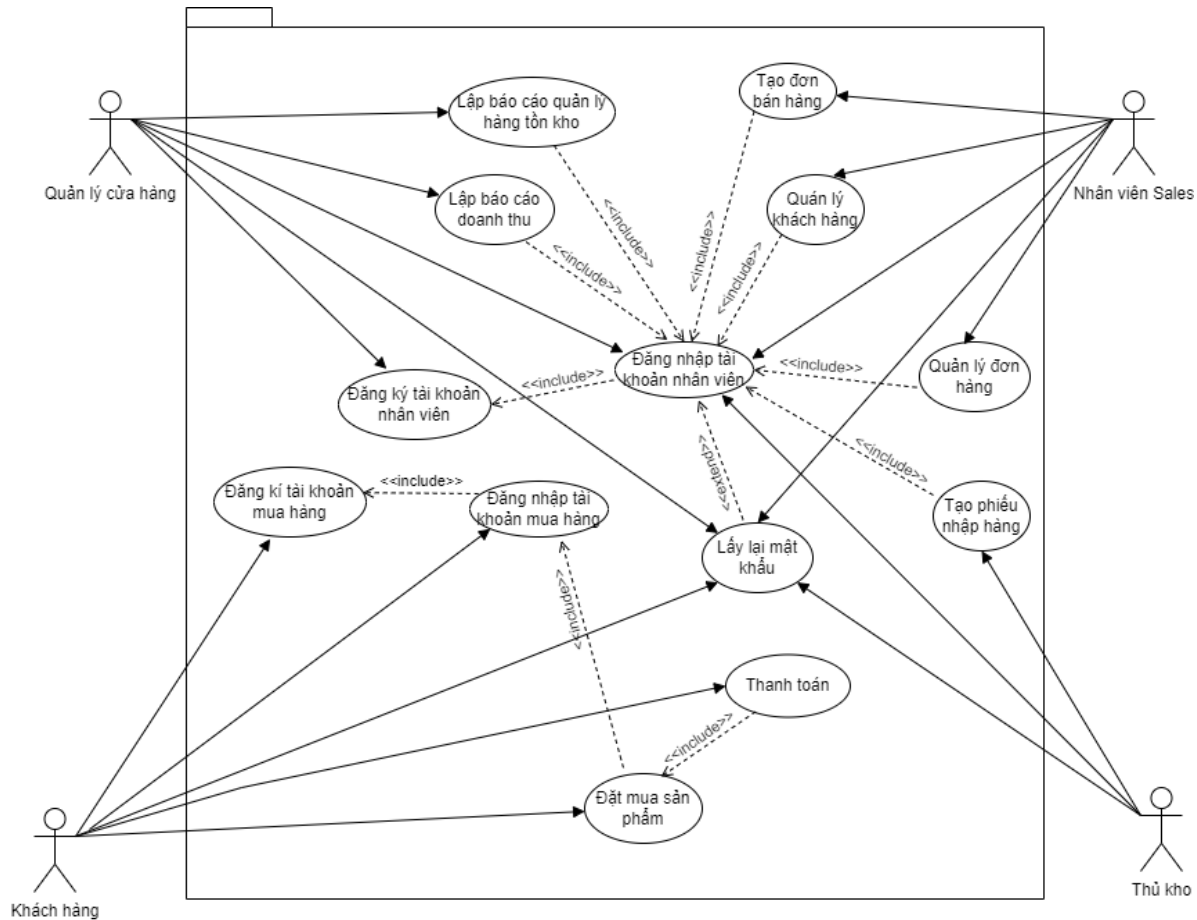 Lập báo cáo quản lý
hàng tồn kho
Tạo đơn
bán hàng
Quản lý cửa hàng
Nhân viên Sales
Lập báo cáo
doanh thu
Quán lý
khách hàng
<<include>>
<<include>>
<<include>>
<<include>>
Đăng nhập tài
khoản nhân viên
<<include>>
Quản lý đơn
hàng
<<include>>
Đăng ký tài khoản
nhân viên
<<include>>
<<extend>>
Đăng kí tài khoản
mua hàng
<<include>>
Đăng nhập tài
khoản mua hàng
Tạo phiếu
nhập hàng
Lấy lại mật
khẩu
<<include>>
Thanh toán
<<include>>
Đặt mua sản
phẩm
Khách hàng
Thủ kho